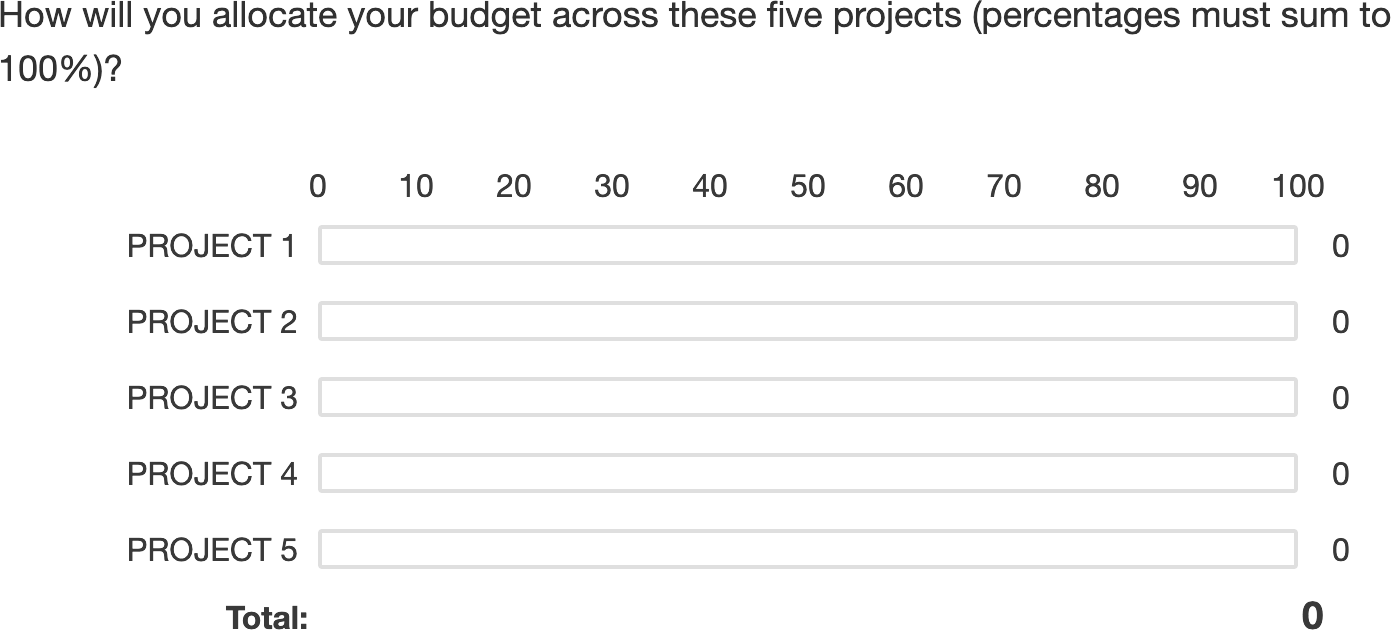 How will you allocate your budget across these five projects (percentages must sum to
100%)?
0 10 20 30 40 50 60 70 80 90 100
PROJECT 1 0
PROJECT 2 0
PROJECT 3 0
PROJECT 4 0
PROJECT 5 0
Total: 0